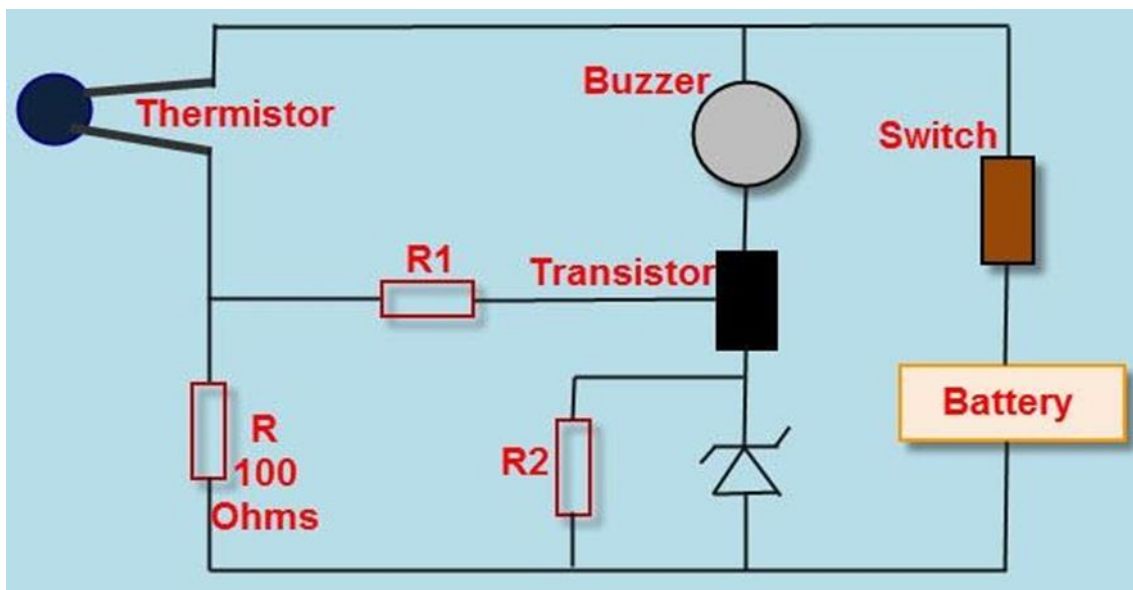 Buzzer
Thermistor
Switch
R1
Transistor
Battery
R
100
Ohms
R2